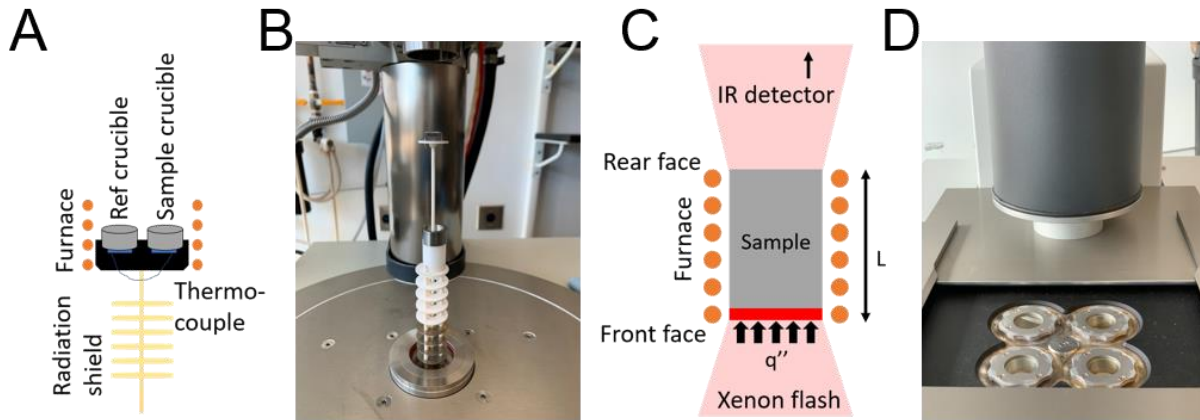 A
B
C
D
Furnace
Ref crucible
Sample crucible
Thermo-
couple
Radiation
shield
IR detector
Rear face
Furnace
Sample
L
Front face
q’’
Xenon flash